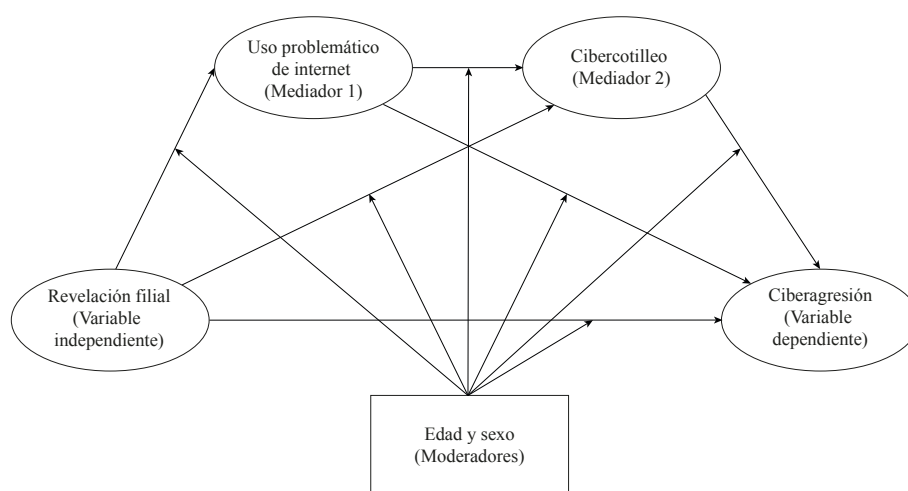 Uso problemático
de internet
(Mediador 1)
Cibercotilleo
(Mediador 2)
Revelación filial
(Variable
independiente)
Ciberagresión
(Variable
dependiente)
Edad y sexo
(Moderadores)